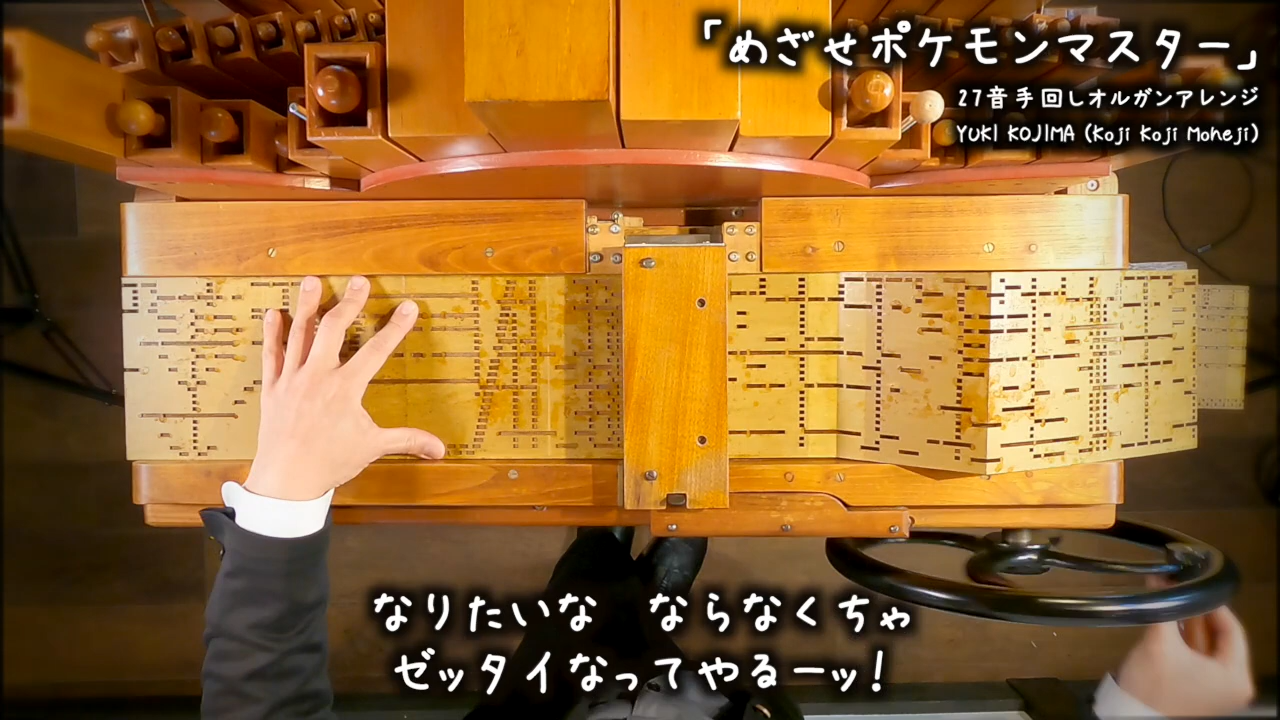 「めざせポケモンマスター」
27音手回しオルガンアレンジ
YUKI KOJIMA (Koji Koji Moheji)
なりたいな　ならなくちゃ
ゼッタイなってやるーッ!